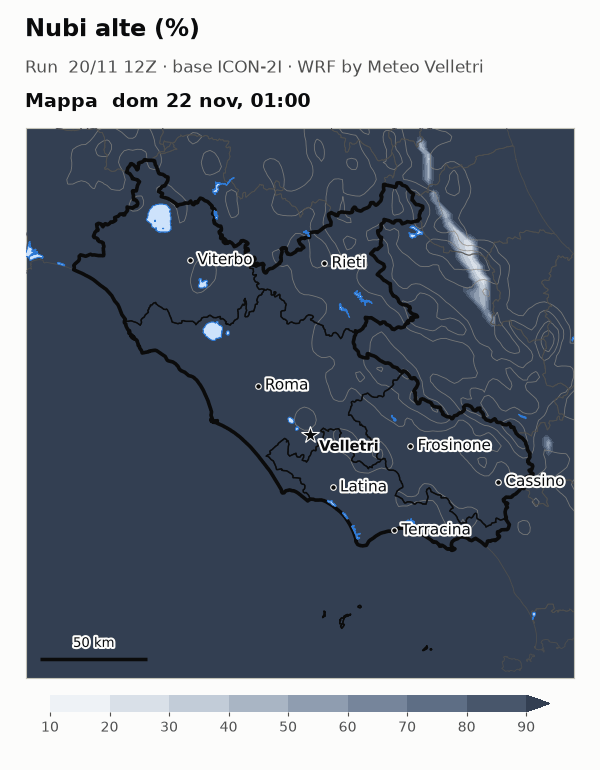 Nubi alte (%)
Run  20/11 12Z · base ICON-2I · WRF by Meteo Velletri
Mappa  dom 22 nov, 01:00
Viterbo
Rieti
Roma
Velletri
Frosinone
Latina
Cassino
Terracina
50 km
10 20 30 40 50 60 70 80 90